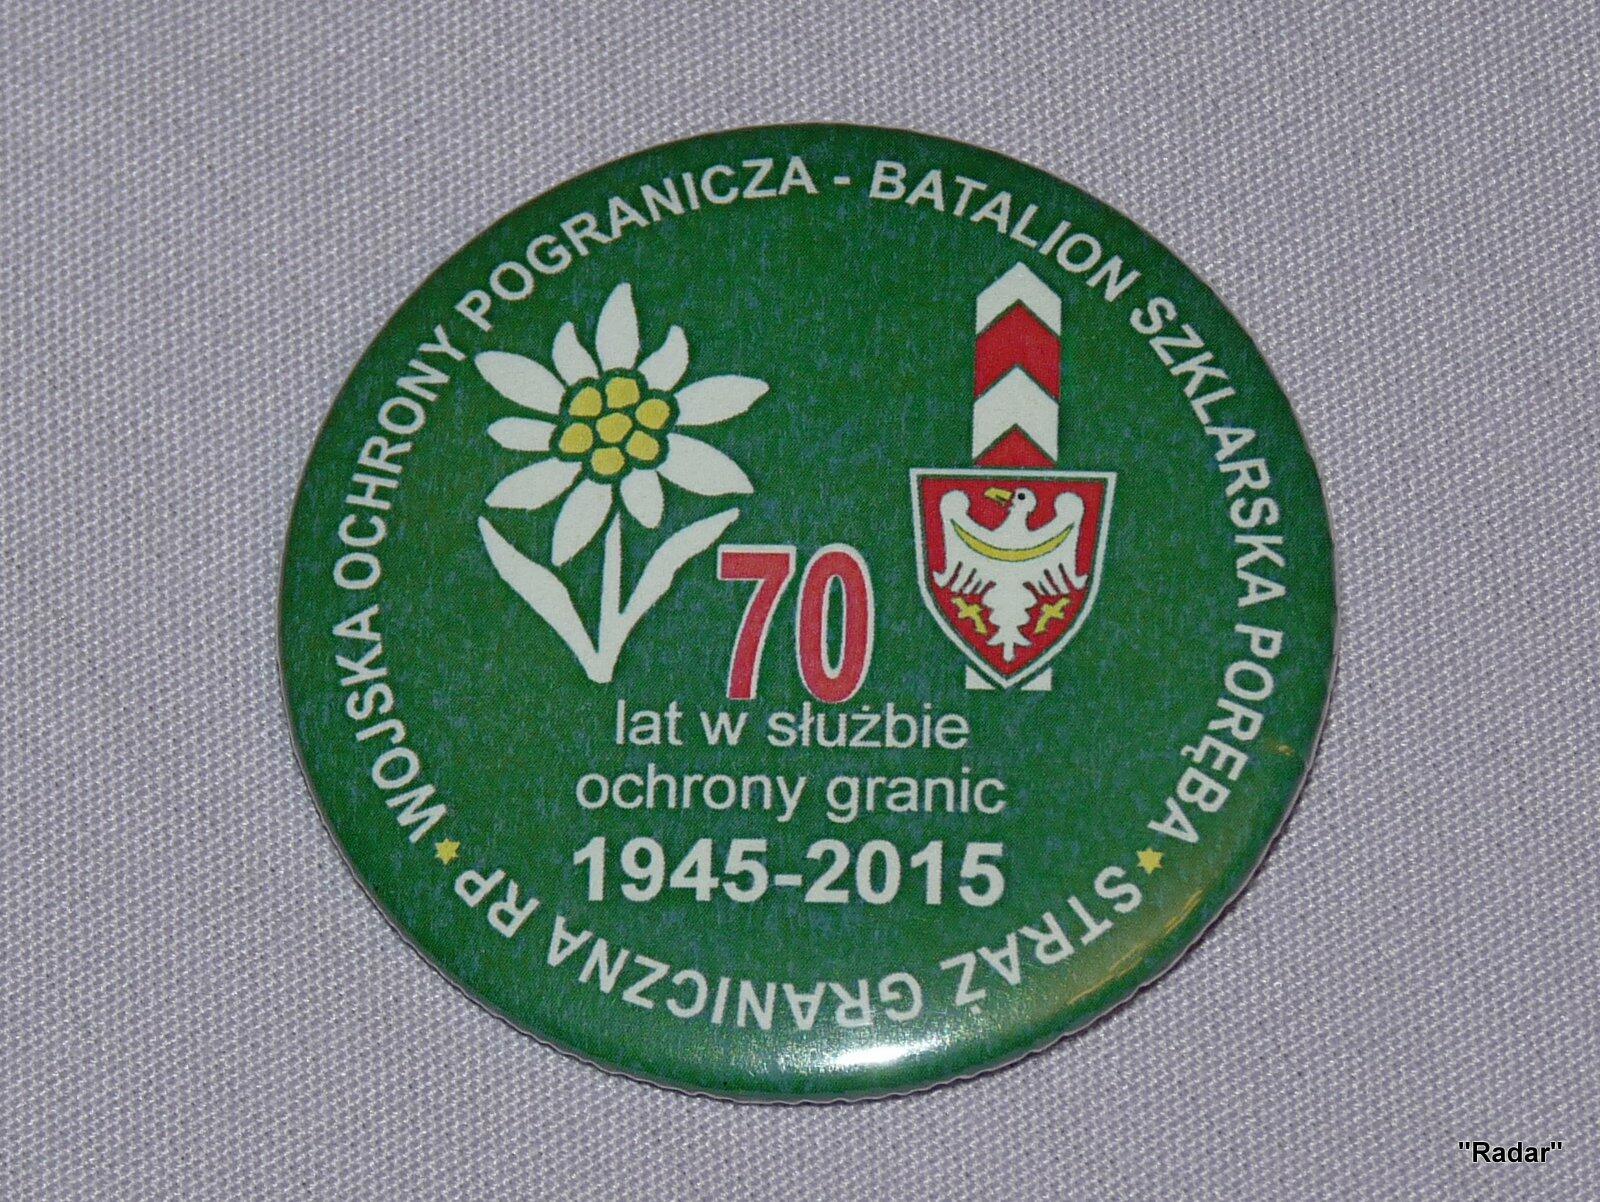 WOJSKA OCHRONY POGRANICZA - BATALION SZKLARSKA PORĘBA
70
lat w służbie
ochrony granic
1945-2015
STRAŻ GRANICZNA RP
"Radar"